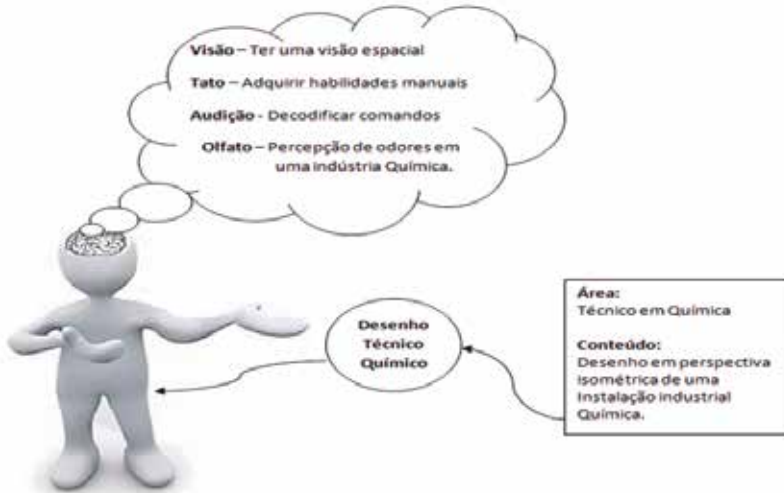 Visão – Ter uma visão espacial
Tato – Adquirir habilidades manuais
Audição - Decodificar comandos
Olfato – Percepção de odores em
uma indústria Química.
Desenho
Técnico
Químico
Área:
Técnico em Química
Conteúdo:
Desenho em perspectiva
isométrica de uma
Instalação industrial
Química.